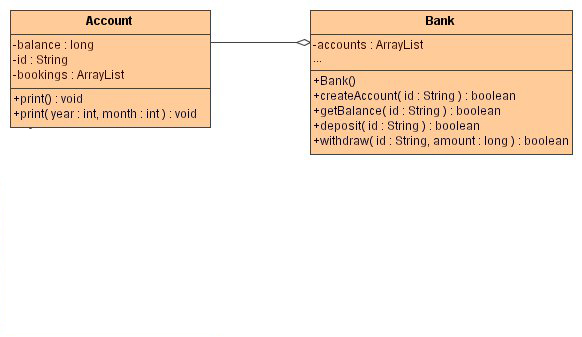 Account
-balance : long
-id : String
-bookings : ArrayList
+print() : void
+print( year : int, month : int ) : void
Bank
-accounts : ArrayList
...
+Bank()
+createAccount( id : String ) : boolean
+getBalance( id : String ) : boolean
+deposit( id : String ) : boolean
+withdraw( id : String, amount : long ) : boolean